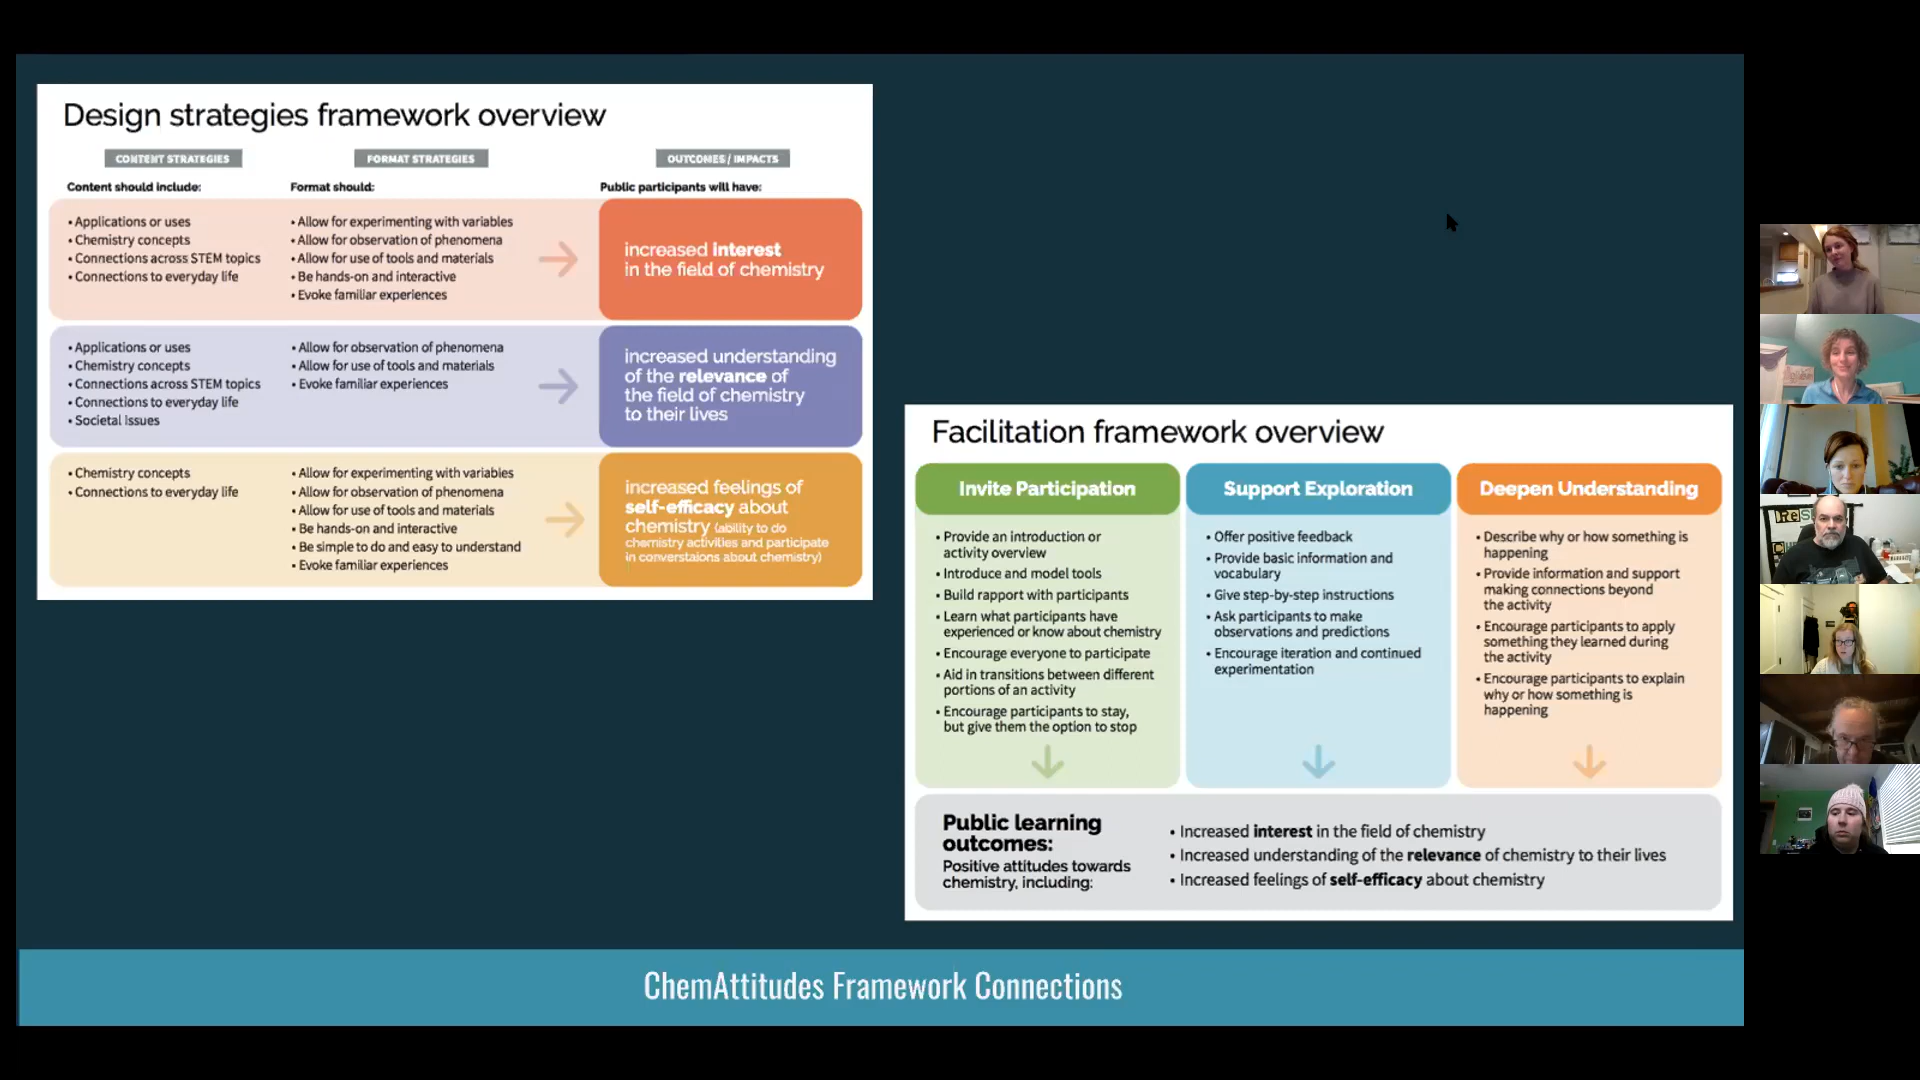 Design strategies framework overview
CONTENT STRATEGIES
FORMAT STRATEGIES
OUTCOMES / IMPACTS
Content should include:
Format should:
Public participants will have:
• Applications or uses
• Chemistry concepts
• Connections across STEM topics
• Connections to everyday life
• Allow for experimenting with variables
• Allow for observation of phenomena
• Allow for use of tools and materials
• Be hands-on and interactive
• Evoke familiar experiences
increased interest
in the field of chemistry
• Applications or uses
• Chemistry concepts
• Connections across STEM topics
• Connections to everyday life
• Societal Issues
• Allow for observation of phenomena
• Allow for use of tools and materials
• Evoke familiar experiences
increased understanding
of the relevance of
the field of chemistry
to their lives
• Chemistry concepts
• Connections to everyday life
• Allow for experimenting with variables
• Allow for observation of phenomena
• Allow for use of tools and materials
• Be hands-on and interactive
• Be simple to do and easy to understand
• Evoke familiar experiences
increased feelings of
self-efficacy about
chemistry (ability to do
chemistry activities and participate
in converstaions about chemistry)
Facilitation framework overview
Invite Participation
• Provide an introduction or
activity overview
• Introduce and model tools
• Build rapport with participants
• Learn what participants have
experienced or know about chemistry
• Encourage everyone to participate
• Aid in transitions between different
portions of an activity
• Encourage participants to stay,
but give them the option to stop
Support Exploration
• Offer positive feedback
• Provide basic information and
vocabulary
• Give step-by-step instructions
• Ask participants to make
observations and predictions
• Encourage iteration and continued
experimentation
Deepen Understanding
• Describe why or how something is
happening
• Provide information and support
making connections beyond
the activity
• Encourage participants to apply
something they learned during
the activity
• Encourage participants to explain
why or how something is
happening
Public learning
outcomes:
Positive attitudes towards
chemistry, including:
• Increased interest in the field of chemistry
• Increased understanding of the relevance of chemistry to their lives
• Increased feelings of self-efficacy about chemistry
ChemAttitudes Framework Connections